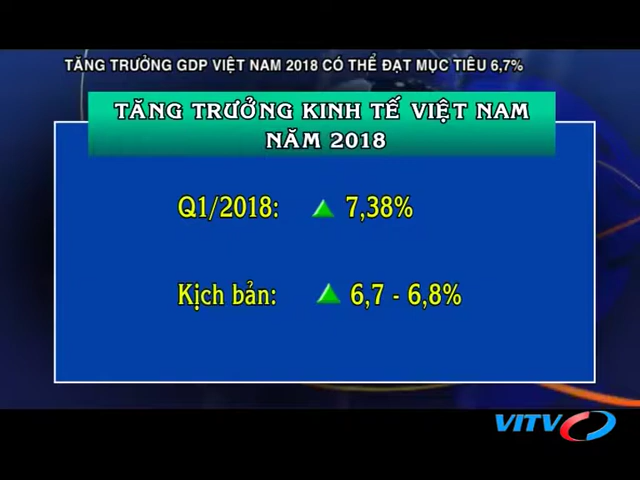 TĂNG TRƯỞNG GDP VIỆT NAM 2018 CÓ THỂ ĐẠT MỤC TIÊU 6,7%
TĂNG TRƯỞNG KINH TẾ VIỆT NAM
NĂM 2018
Q1/2018: 7,38%
Kịch bản: 6,7 - 6,8%
VITV